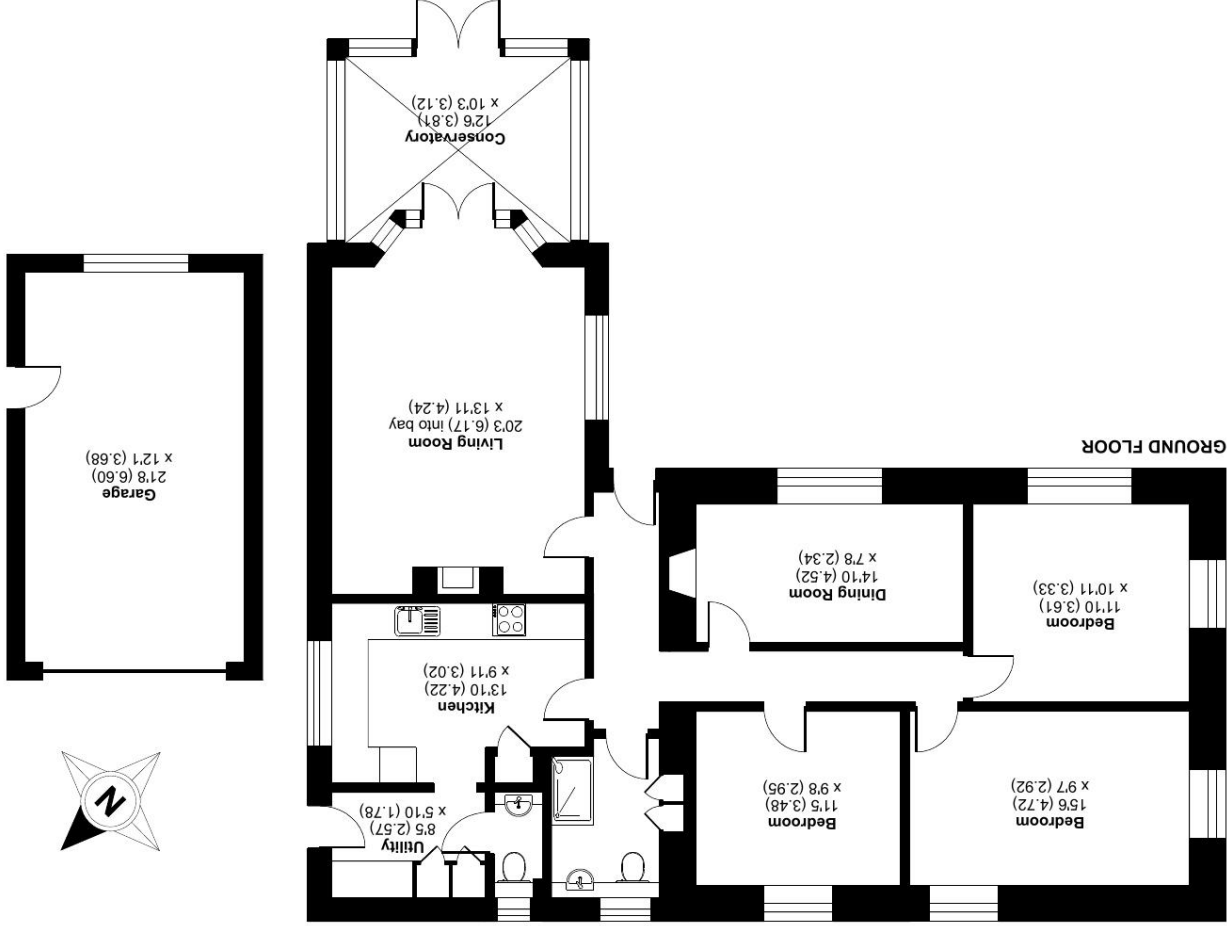 GROUND FLOOR
Bedroom
15'6 (4.72)
x 9'7 (2.92)
Bedroom
11'5 (3.48)
x 9'8 (2.95)
Utility
8'5 (2.57)
x 5'10 (1.78)
N
Kitchen
13'10 (4.22)
x 9'11 (3.02)
Bedroom
11'10 (3.61)
x 10'11 (3.33)
Dining Room
14'10 (4.52)
x 7'8 (2.34)
Living Room
20'3 (6.17) into bay
x 13'11 (4.24)
Garage
21'8 (6.60)
x 12'1 (3.68)
Conservatory
12'6 (3.81)
x 10'3 (3.12)